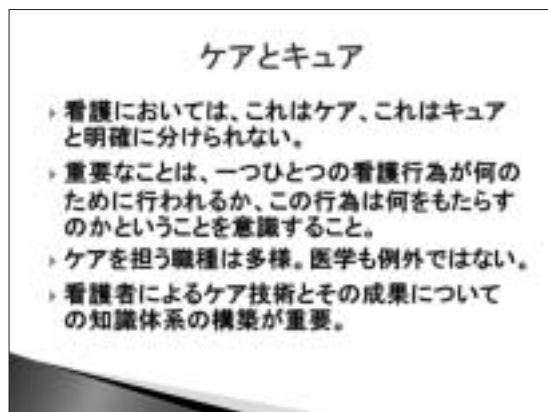 ケアとキュア
看護においては、これはケア、これはキュア
と明確に分けられない。
重要なことは、一つひとつの看護行為が何の
ために行われるか、この行為は何をもたらす
のかということを意識すること。
ケアを担う職種は多様。医学も例外ではない。
看護者によるケア技術とその成果について
の知識体系の構築が重要。